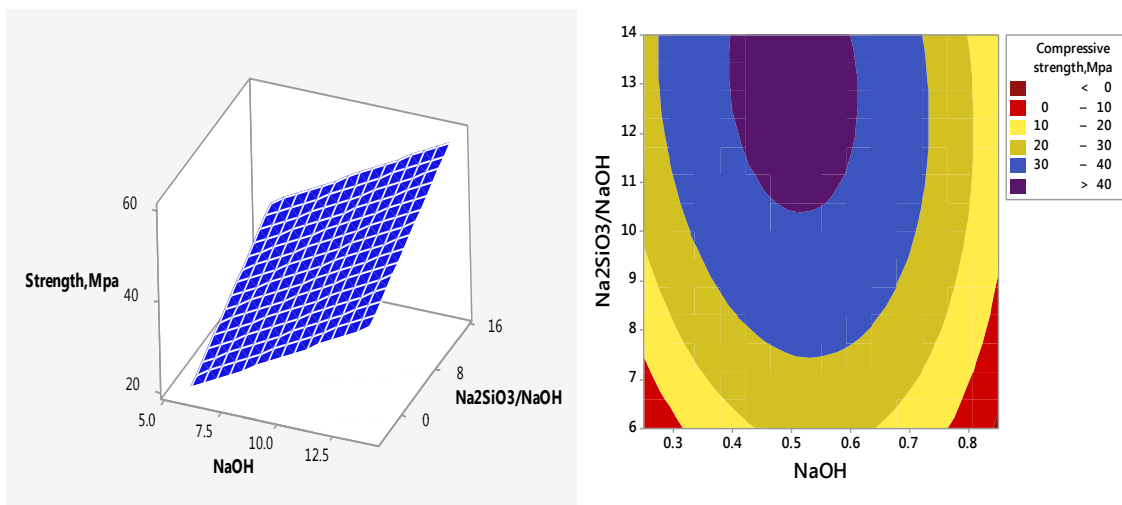 60
40
20
Strength,Mpa
5.0
7.5
10.0
12.5
NaOH
16
8
0
Na2SiO3/NaOH
14
13
12
11
10
9
8
7
6
Na2SiO3/NaOH
0.3 0.4 0.5 0.6 0.7 0.8
NaOH
Compressive
strength,Mpa
< 0
0 – 10
10 – 20
20 – 30
30 – 40
> 40